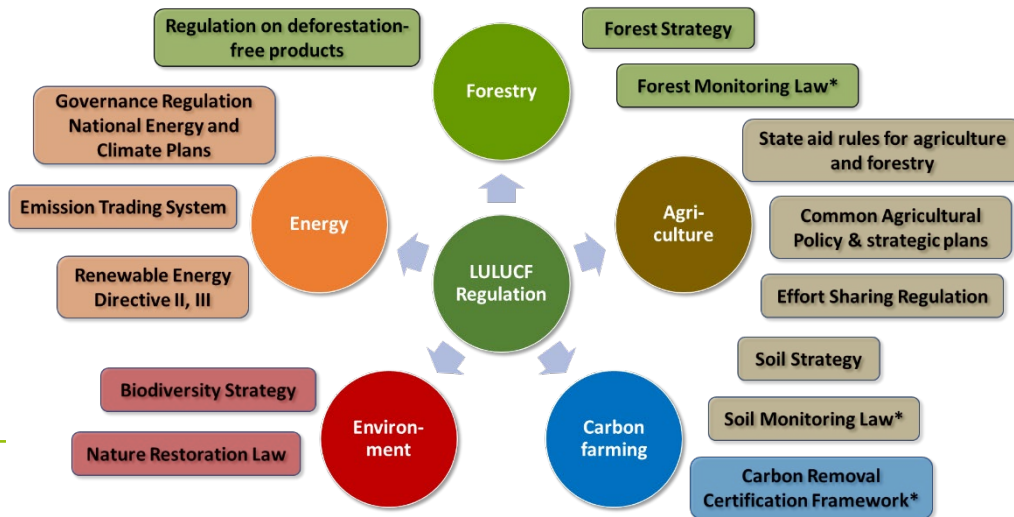 Regulation on deforestation-
free products
Forest Strategy
Forestry
Forest Monitoring Law*
Governance Regulation
National Energy and
Climate Plans
State aid rules for agriculture
and forestry
Emission Trading System
Energy
Agri-
culture
Common Agricultural
Policy & strategic plans
Renewable Energy
Directive II, III
LULUCF
Regulation
Effort Sharing Regulation
Soil Strategy
Biodiversity Strategy
Environ-
ment
Carbon
farming
Soil Monitoring Law*
Nature Restoration Law
Carbon Removal
Certification Framework*